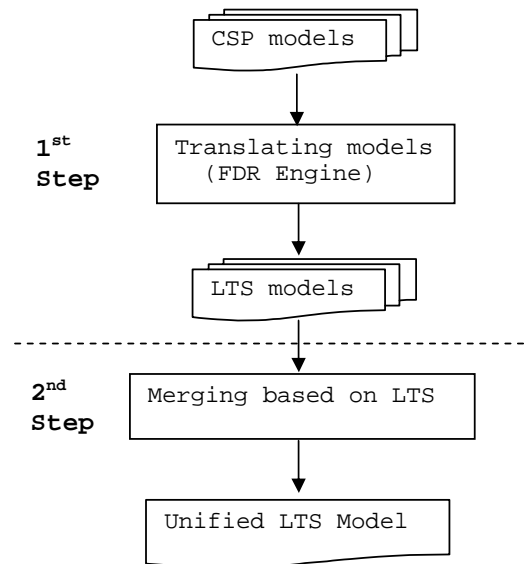 CSP models
1st
Step
Translating models
(FDR Engine)
LTS models
2nd
Step
Merging based on LTS
Unified LTS Model